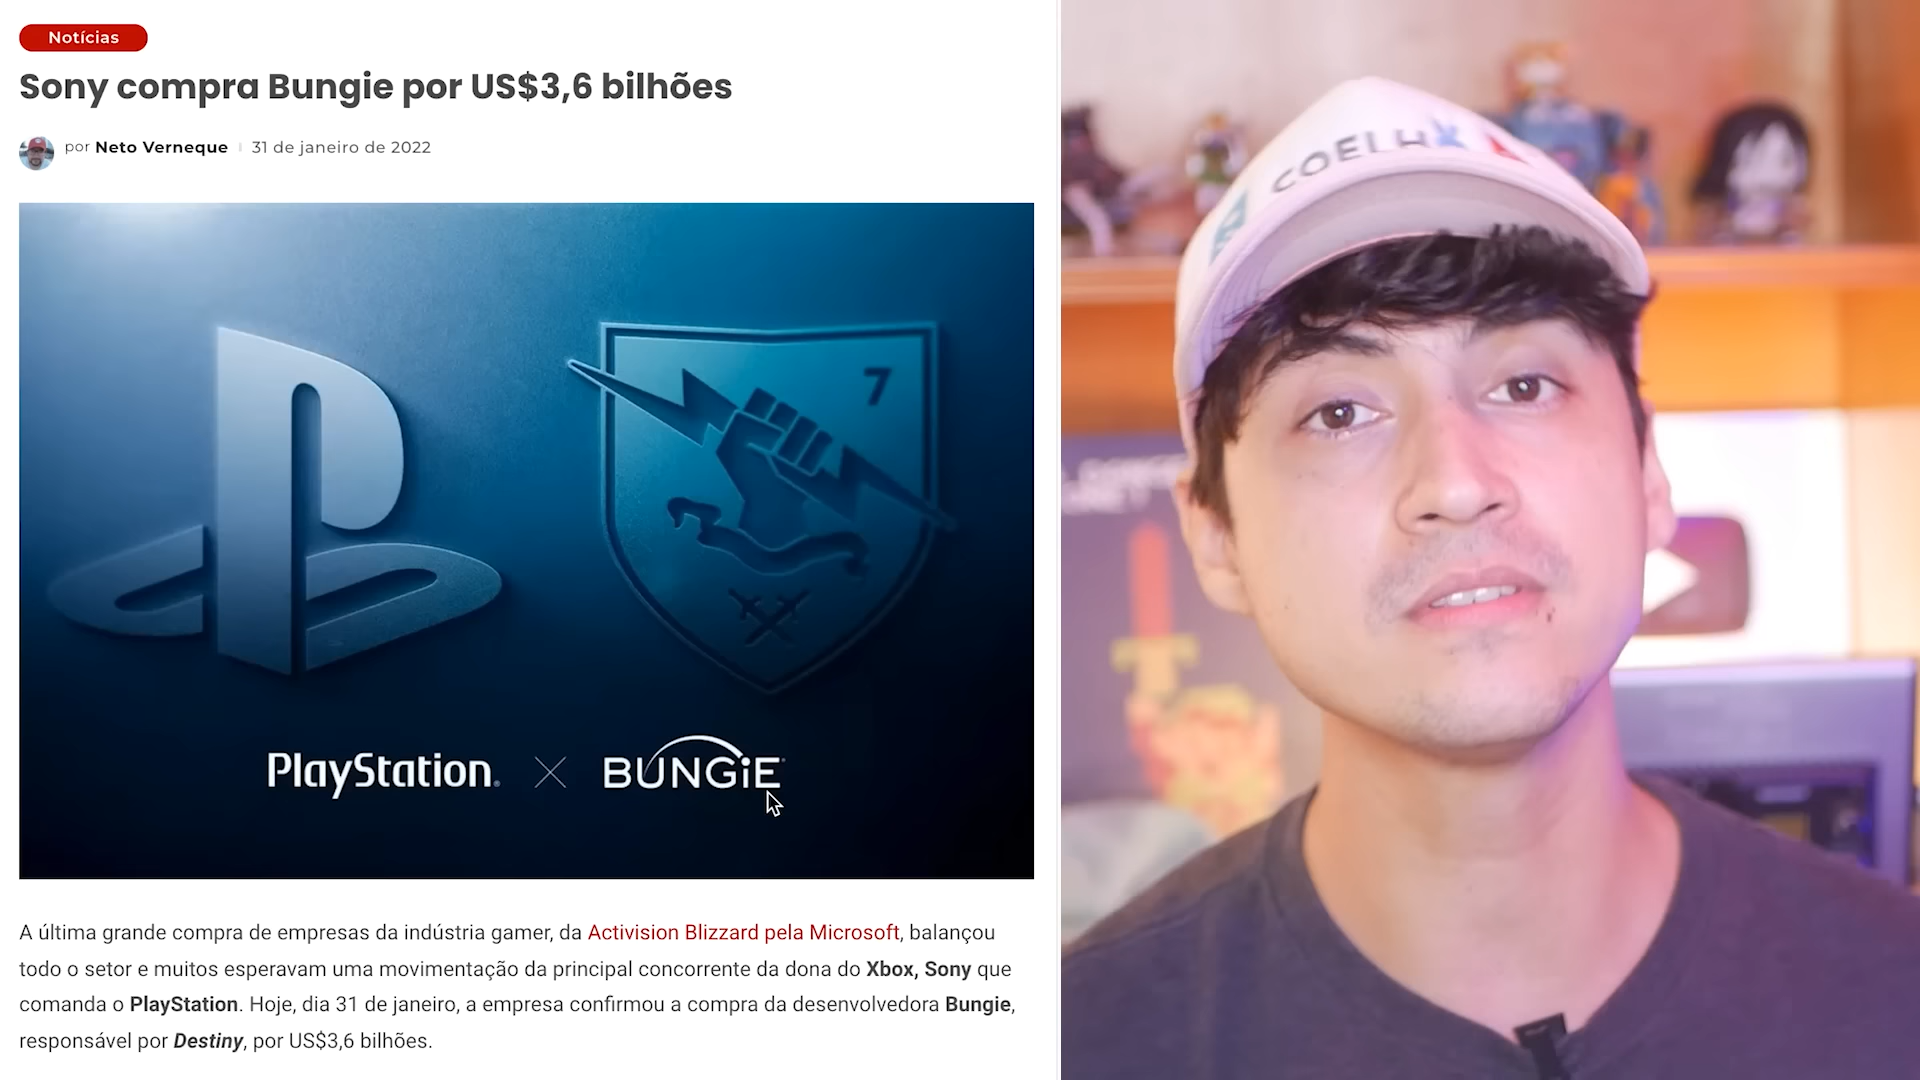 Notícias
Sony compra Bungie por US$3,6 bilhões
por Neto Verneque 31 de janeiro de 2022
7
PlayStation X BUNGiE
A última grande compra de empresas da indústria gamer, da Activision Blizzard pela Microsoft, balançou
todo o setor e muitos esperavam uma movimentação da principal concorrente da dona do Xbox, Sony que
comanda o PlayStation. Hoje, dia 31 de janeiro, a empresa confirmou a compra da desenvolvedora Bungie,
responsável por Destiny, por US$3,6 bilhões.
COELH